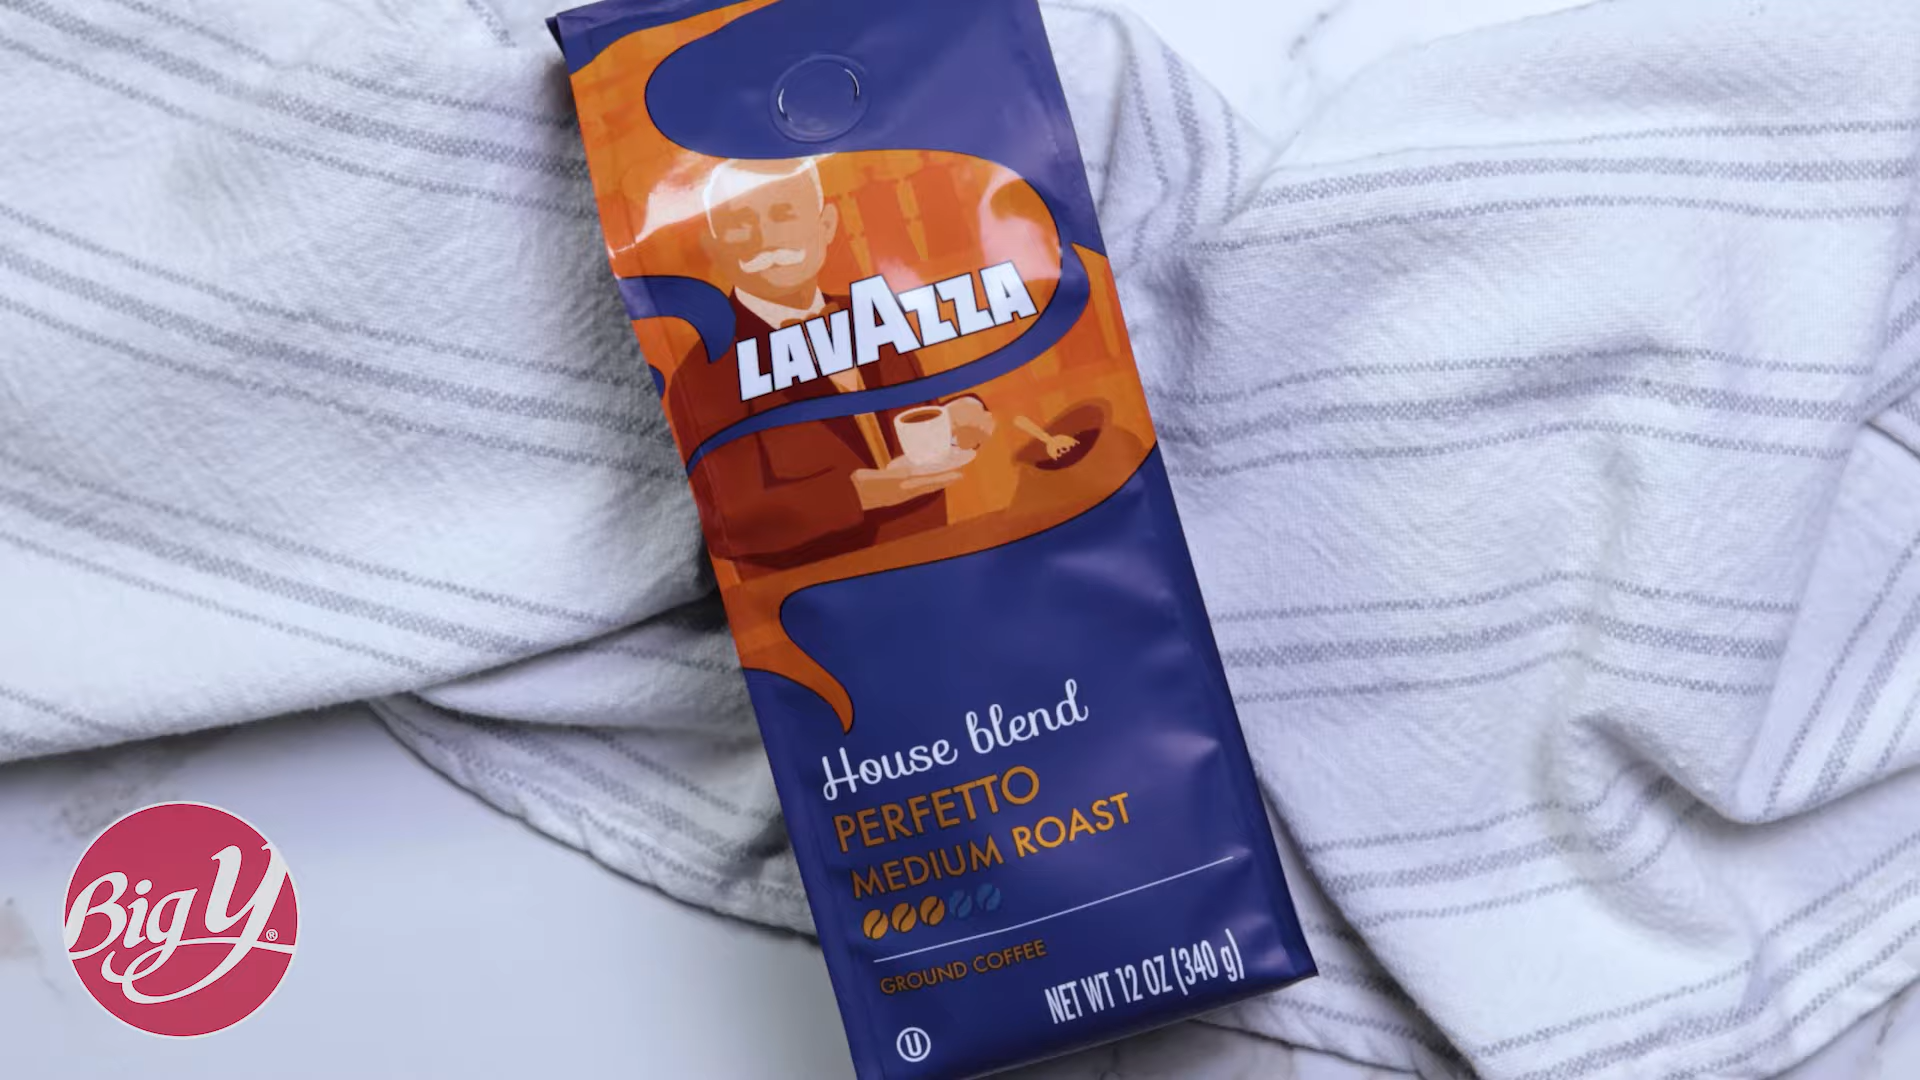 LAVAZZA
House blend
PERFETTO
MEDIUM ROAST
GROUND COFFEE
NET WT 12 OZ (340 g)
U
Big Y®